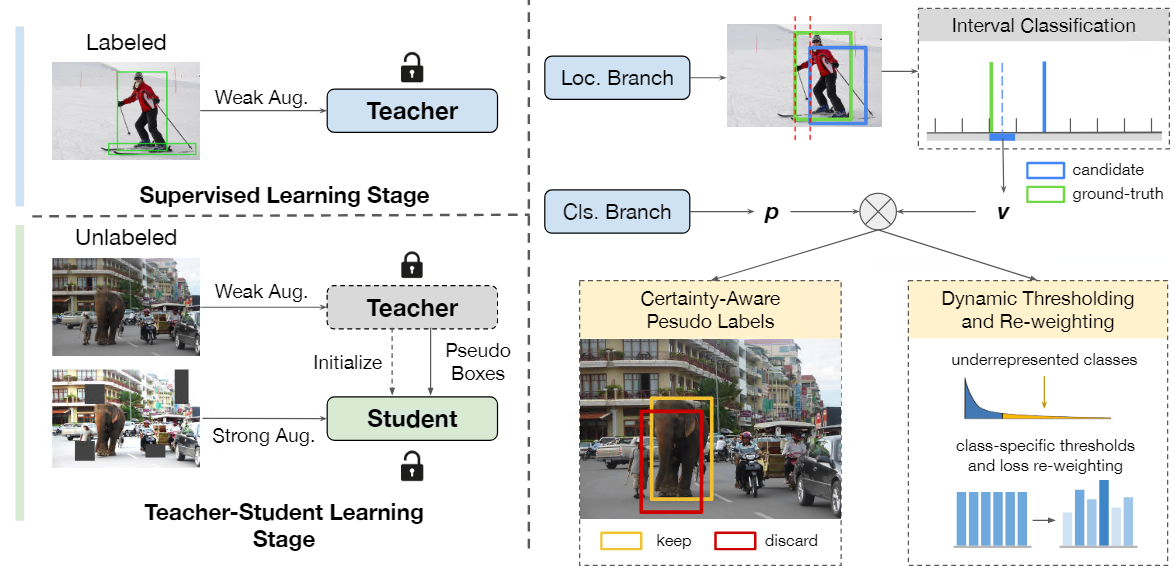 Labeled
Weak Aug.
Teacher
Supervised Learning Stage
Unlabeled
Weak Aug.
Teacher
Initialize
Pseudo
Boxes
Strong Aug.
Student
Teacher-Student Learning
Stage
Loc. Branch
Interval Classification
candidate
ground-truth
Cls. Branch
p
v
Certainty-Aware
Pesudo Labels
keep
discard
Dynamic Thresholding
and Re-weighting
underrepresented classes
class-specific thresholds
and loss re-weighting